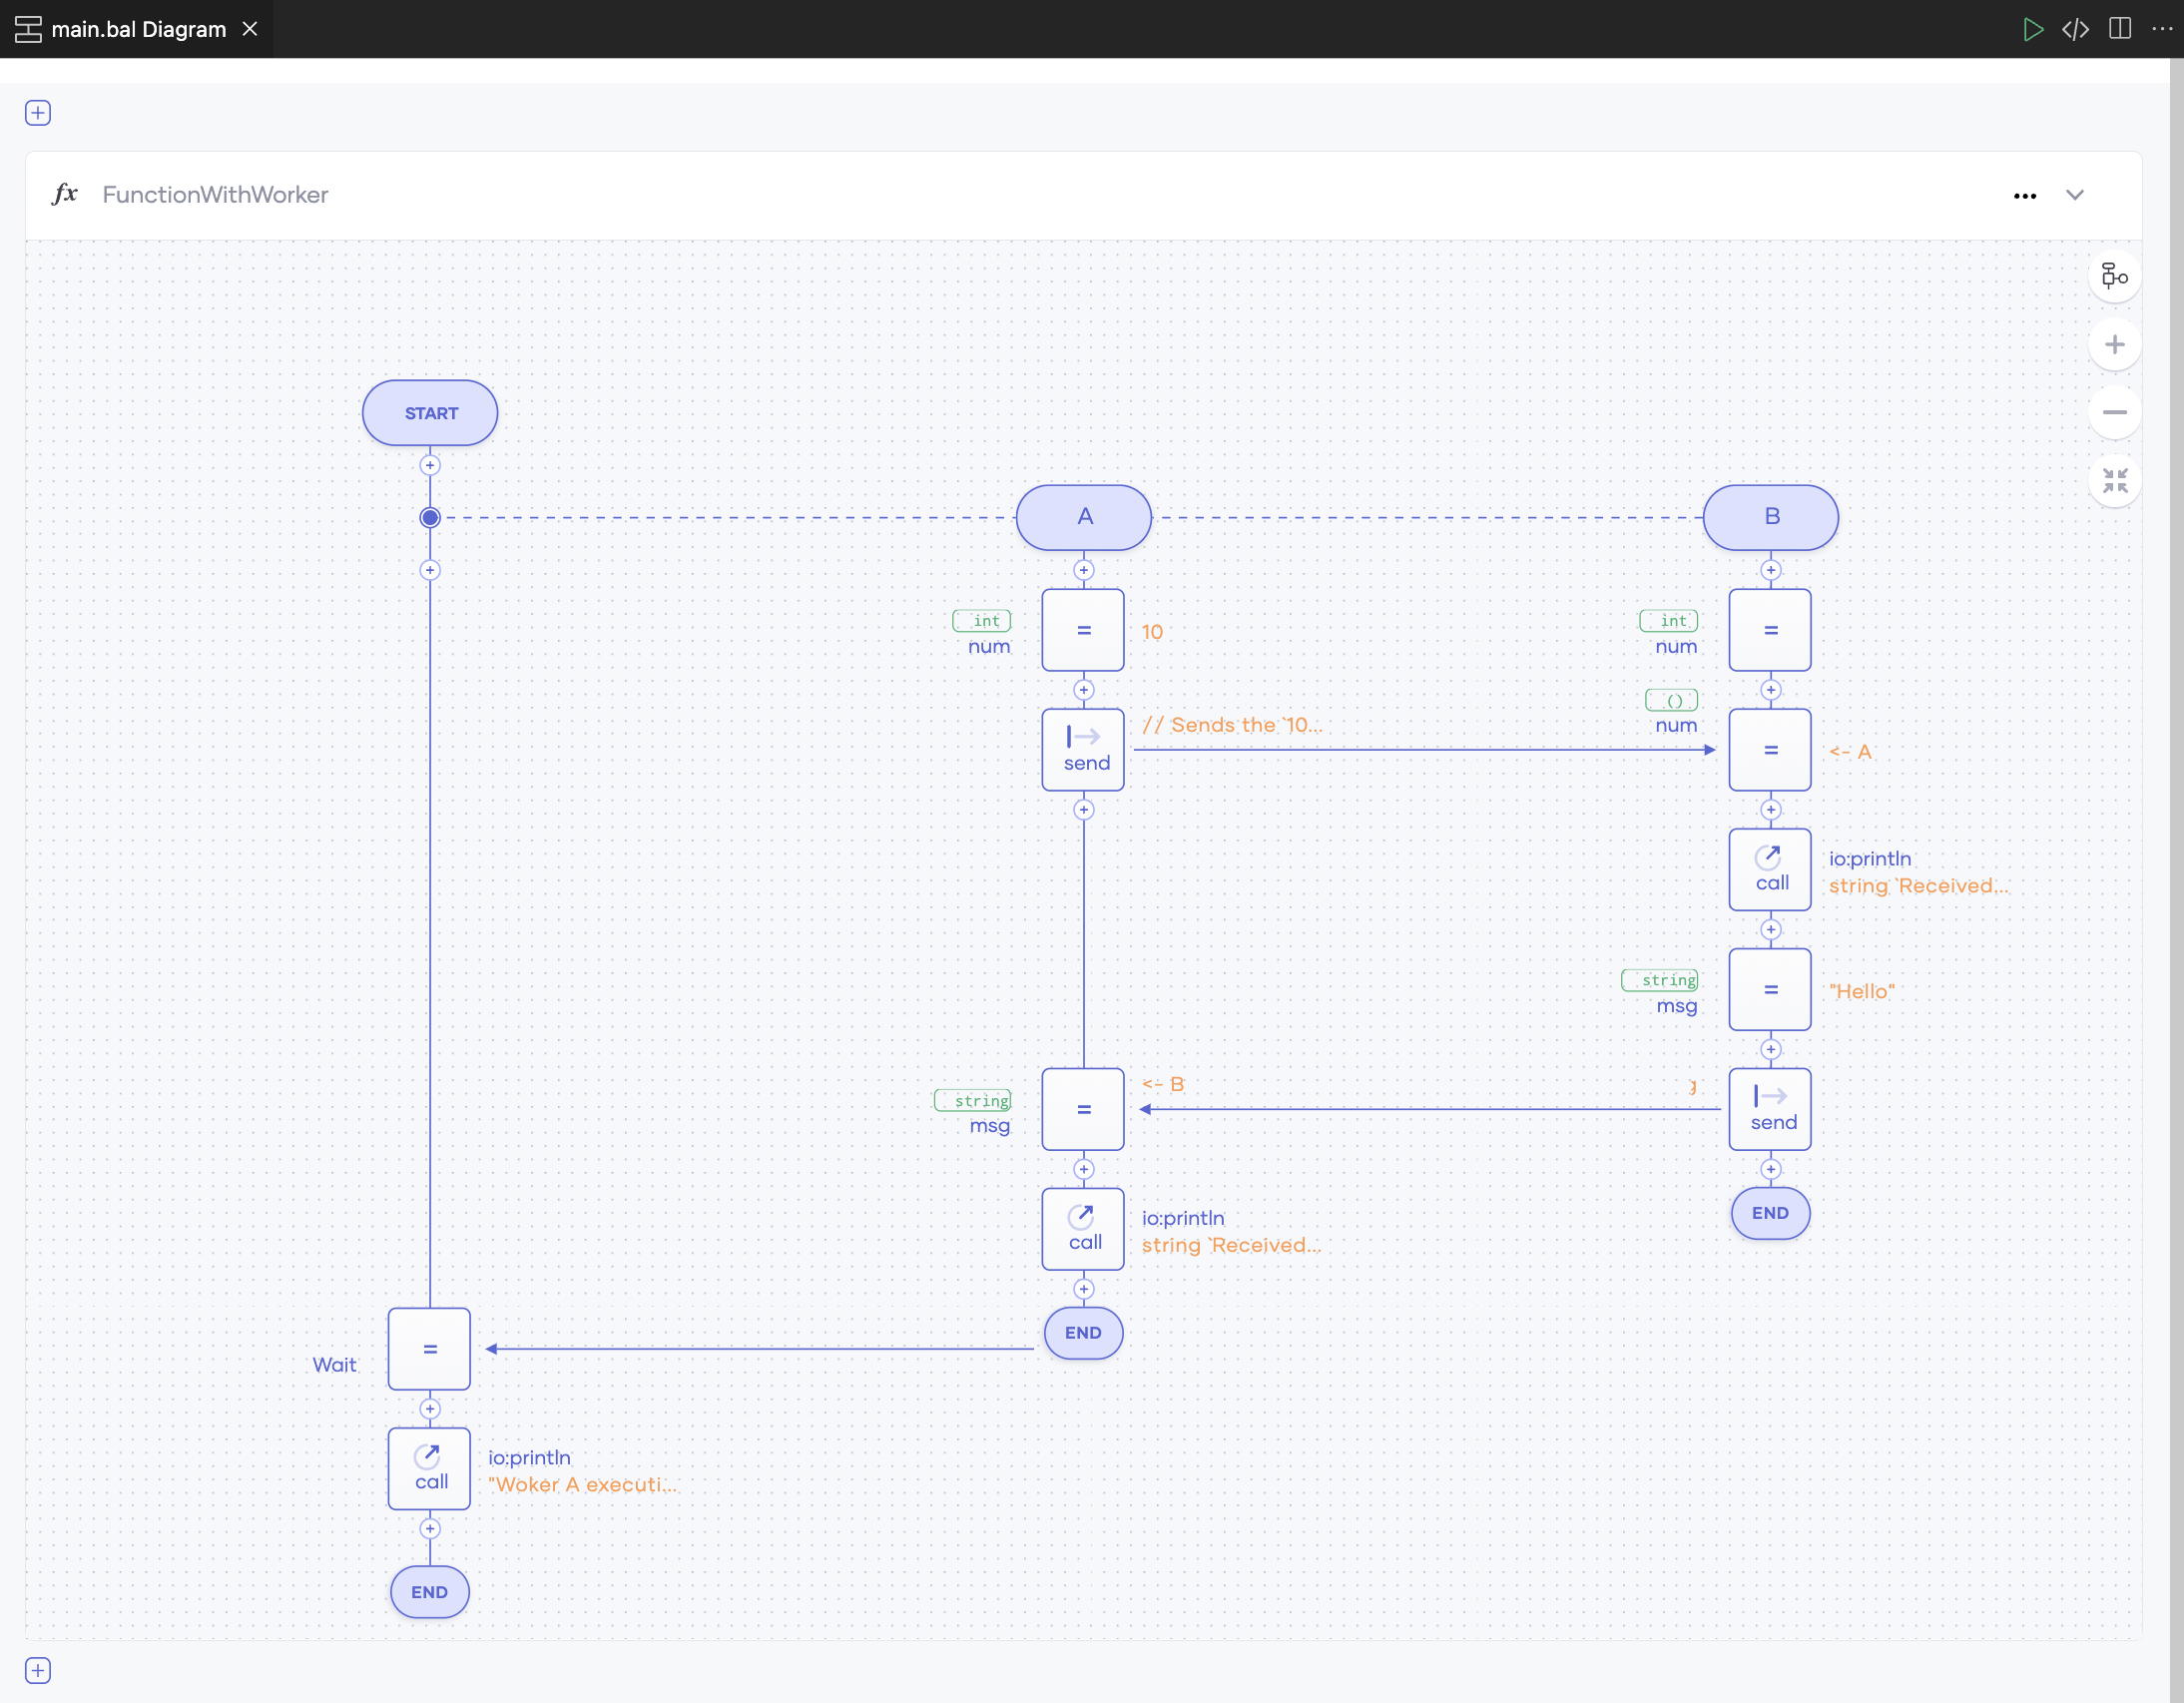 main.bal Diagram
fx FunctionWithWorker
START
A
B
int
num
=
10
int
num
=
send
// Sends the `10...
()
num
=
<- A
call
io:println
string `Received...
string
msg
=
"Hello"
string
msg
=
<- B
send
call
io:println
string `Received...
END
END
Wait
=
call
io:println
"Woker A executi...
END